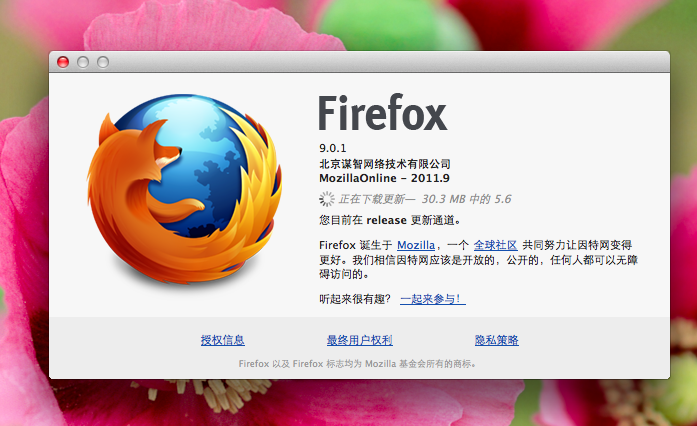 Firefox
9.0.1
北京谋智网络技术有限公司
MozillaOnline – 2011.9
正在下载更新— 30.3 MB 中的 5.6
您目前在 release 更新通道。
Firefox 诞生于 Mozilla，一个 全球社区 共同努力让因特网变得
更好。我们相信因特网应该是开放的，公开的，任何人都可以无障
碍访问的。
听起来很有趣？ 一起来参与！
授权信息 最终用户权利 隐私策略
Firefox 以及 Firefox 标志均为 Mozilla 基金会所有的商标。